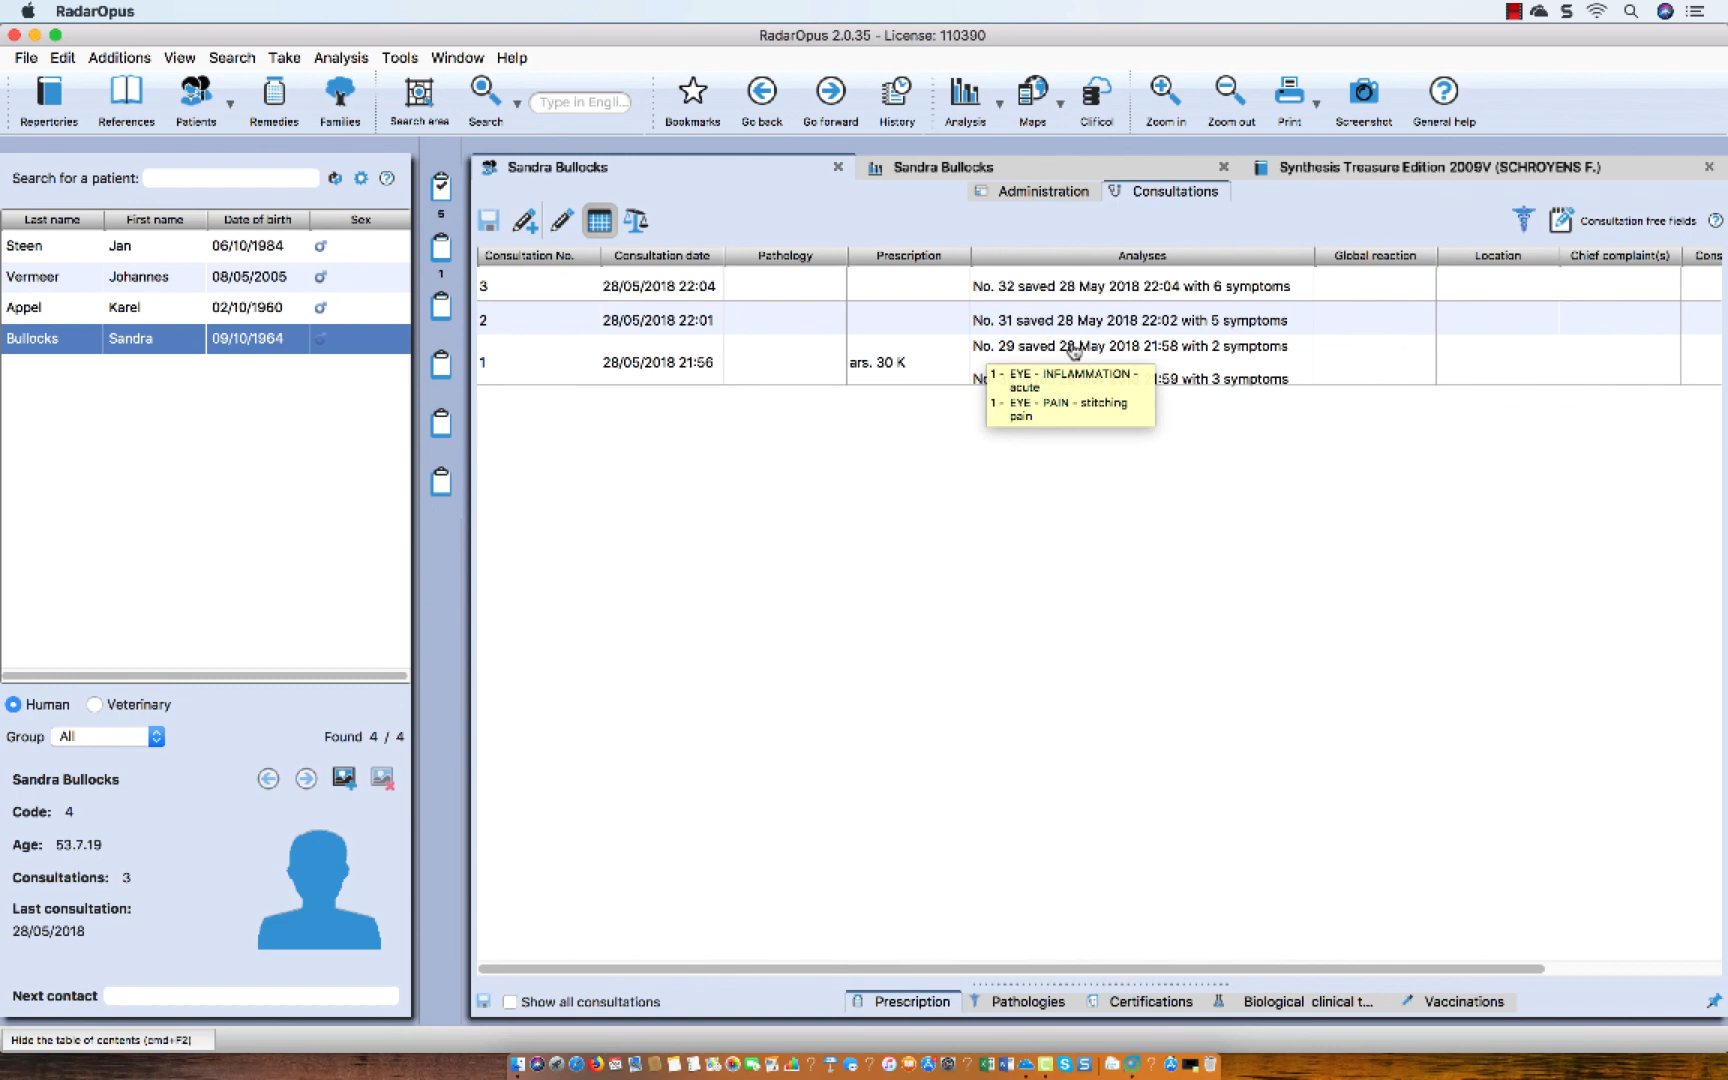 RadarOpus
RadarOpus 2.0.35 - License: 110390
File Edit Additions View Search Take Analysis Tools Window Help
Type in Engli...
Repertories References Patients Remedies Families Search area Search Bookmarks Go back Go forward History Analysis Maps Clificol Zoom in Zoom out Print Screenshot General help
Search for a patient:
Last name First name Date of birth Sex
Steen Jan 06/10/1984
Vermeer Johannes 08/05/2005
Appel Karel 02/10/1960
Bullocks Sandra 09/10/1964
Human Veterinary
Group All Found 4 / 4
Sandra Bullocks
Code: 4
Age: 53.7.19
Consultations: 3
Last consultation:
28/05/2018
Next contact
Hide the table of contents (cmd+F2)
5
1
Sandra Bullocks Sandra Bullocks Synthesis Treasure Edition 2009V (SCHROYENS F.)
Administration Consultations
Consultation free fields
Consultation No. Consultation date Pathology Prescription Analyses Global reaction Location Chief complaint(s) Cons
3 28/05/2018 22:04 No. 32 saved 28 May 2018 22:04 with 6 symptoms
2 28/05/2018 22:01 No. 31 saved 28 May 2018 22:02 with 5 symptoms
No. 29 saved 28 May 2018 21:58 with 2 symptoms
1 28/05/2018 21:56 ars. 30 K
1:59 with 3 symptoms
1 - EYE - INFLAMMATION -
acute
1 - EYE - PAIN - stitching
pain
Show all consultations Prescription Pathologies Certifications Biological clinical t... Vaccinations